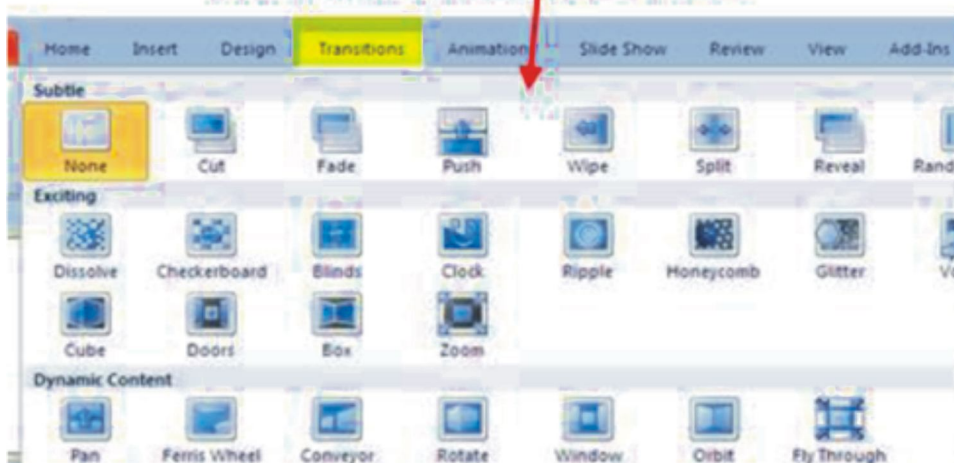 Home Insert Design Transitions Animation Slide Show Review View Add-Ins
Subtle
None Cut Fade Push Wipe Split Reveal Rand
Exciting
Dissolve Checkerboard Blinds Clock Ripple Honeycomb Glitter
Cube Doors Box Zoom
Dynamic Content
Pan Ferris Wheel Conveyor Rotate Window Orbit Fly Through